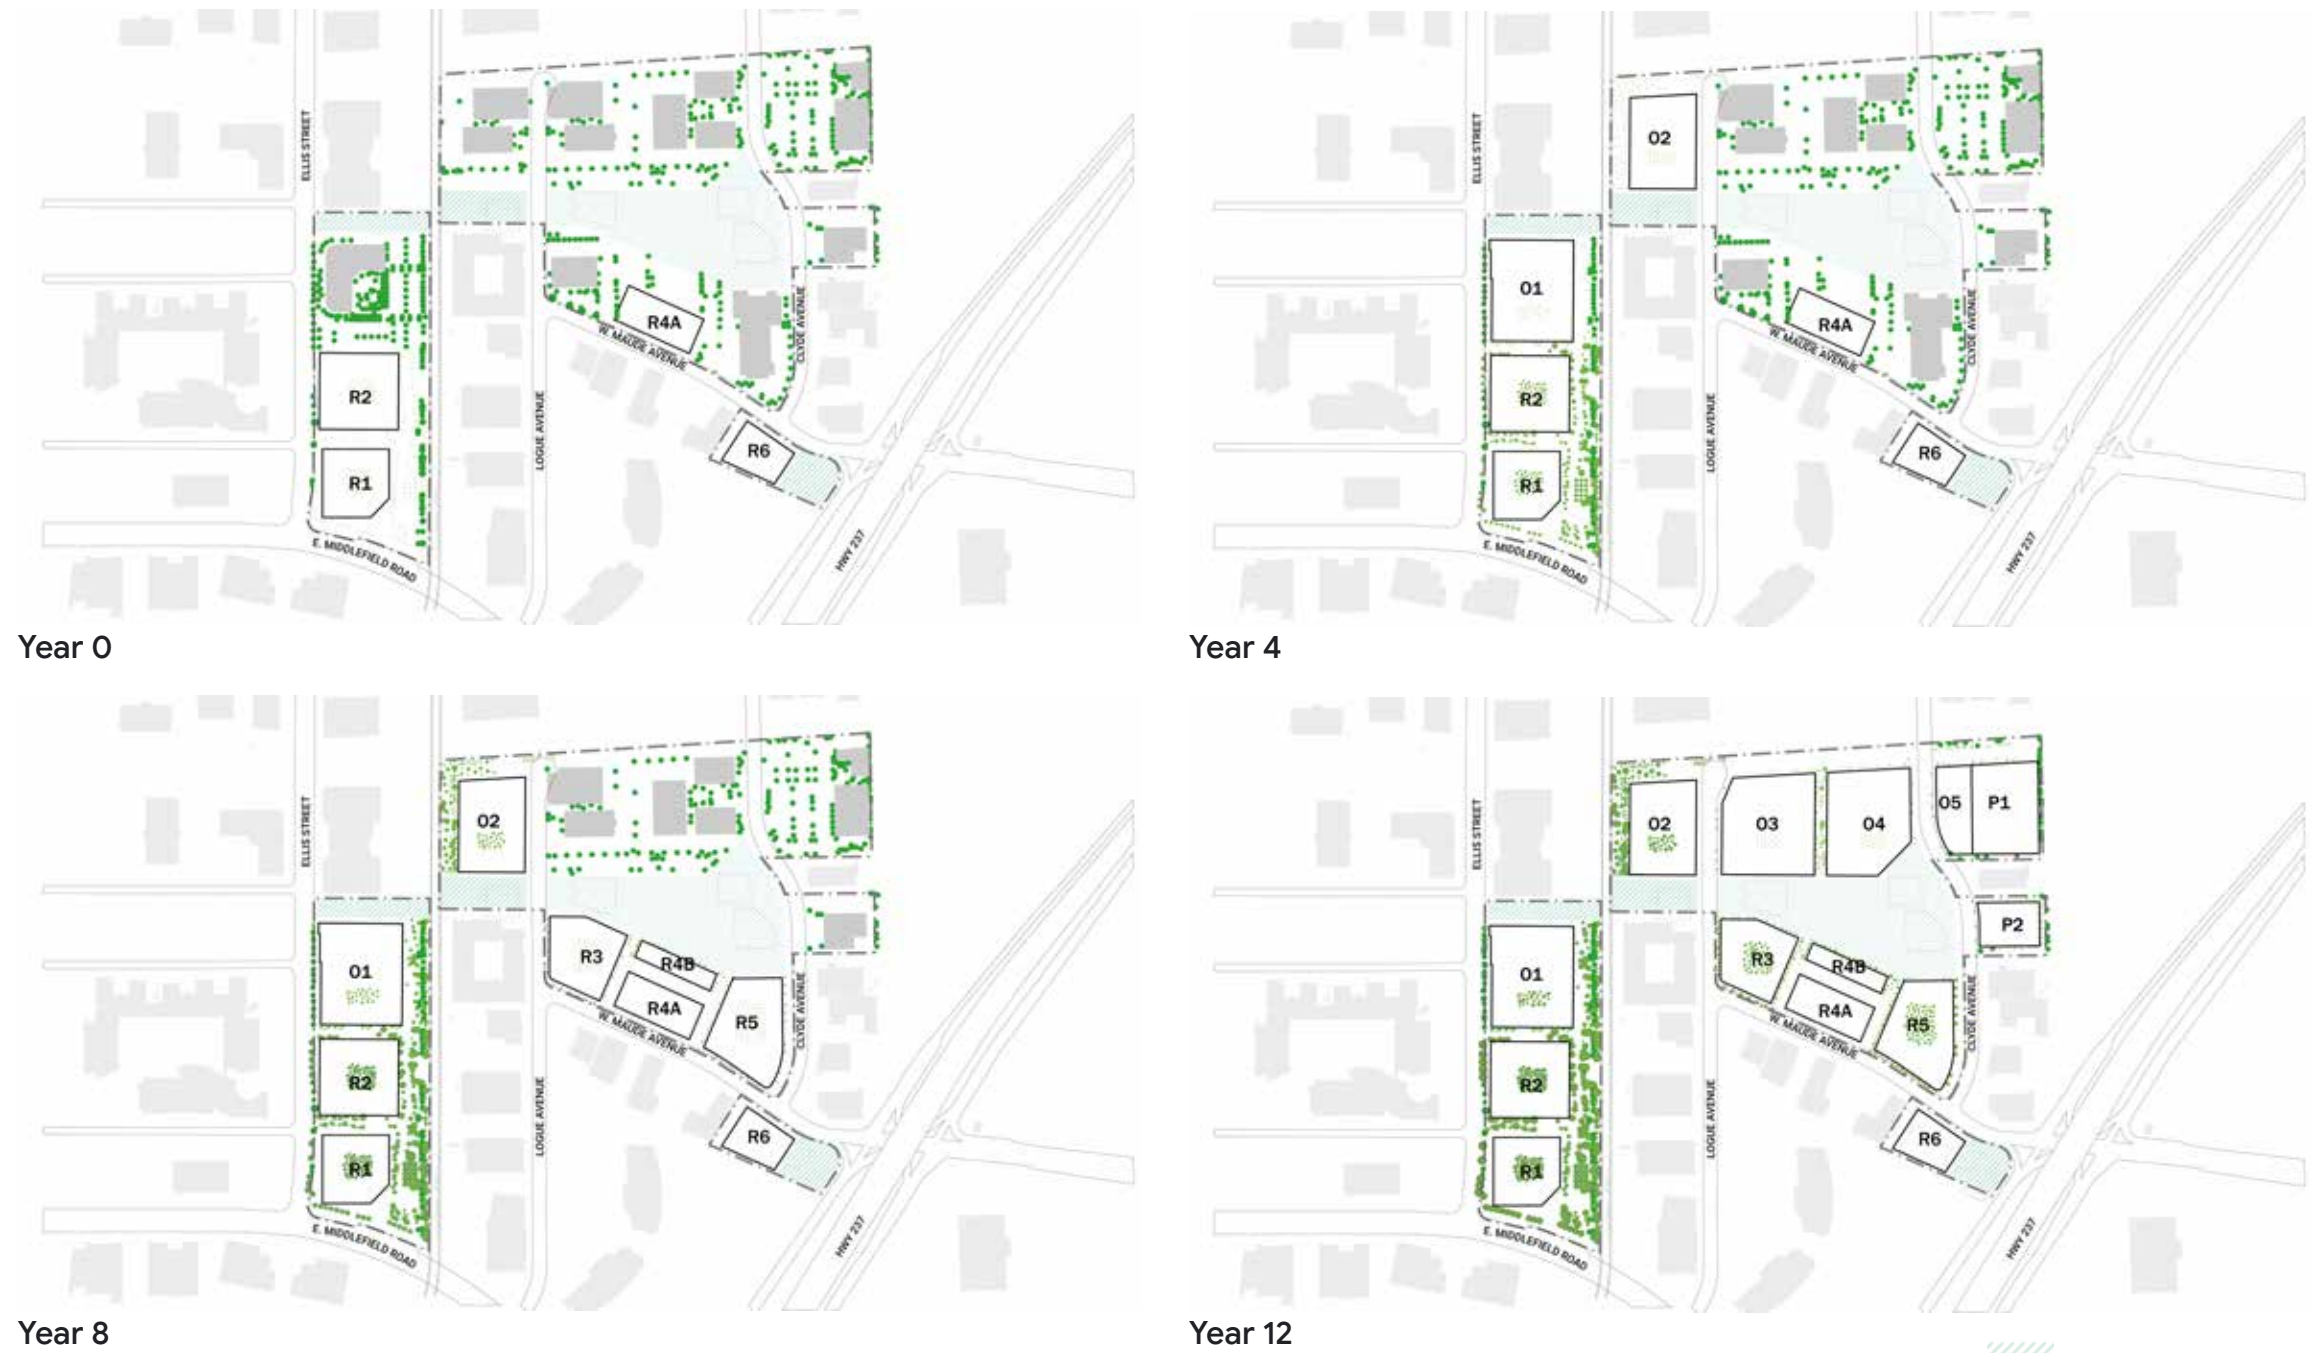 ELLIS STREET
R4A
W. MAUDE AVENUE
CLYDE AVENUE
R2
LOGUE AVENUE
R6
R1
E. MIDDLEFIELD ROAD
HWY 237
Year 0
ELLIS STREET
O2
O1
R4A
W. MAUDE AVENUE
CLYDE AVENUE
R2
LOGUE AVENUE
R6
R1
E. MIDDLEFIELD ROAD
HWY 237
Year 4
ELLIS STREET
O2
O1
R3
R4B
R4A
R5
W. MAUDE AVENUE
CLYDE AVENUE
R2
LOGUE AVENUE
R6
R1
E. MIDDLEFIELD ROAD
HWY 237
Year 8
ELLIS STREET
O2
O3
O4
O5
P1
P2
O1
R3
R4B
R4A
R5
W. MAUDE AVENUE
CLYDE AVENUE
R2
LOGUE AVENUE
R6
R1
E. MIDDLEFIELD ROAD
HWY 237
Year 12